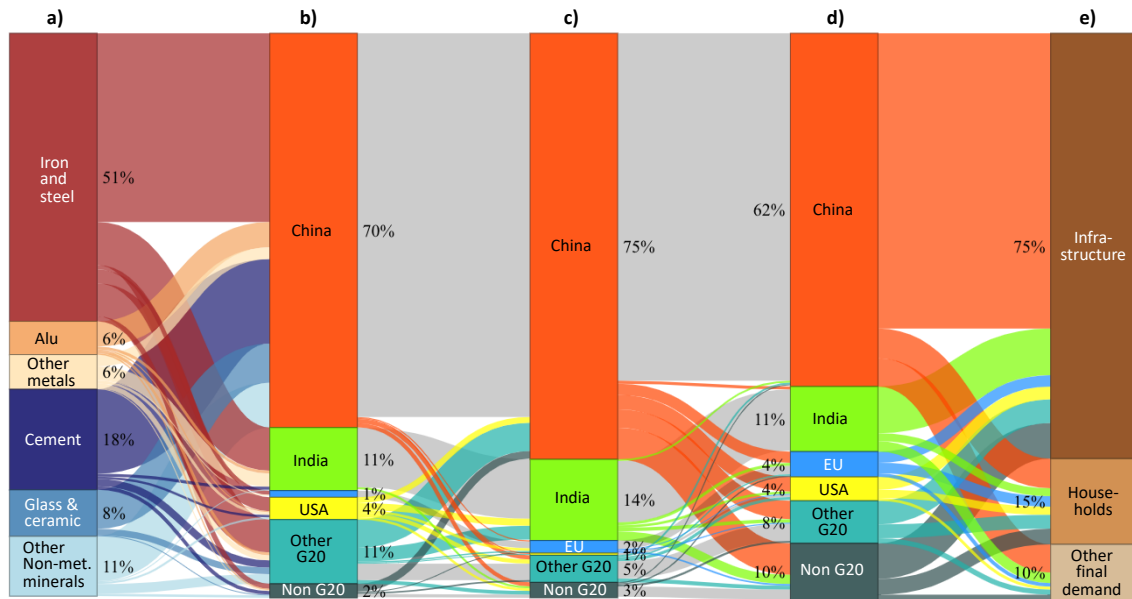 a)
b)
c)
d)
e)
Iron
and
steel
51%
Alu
6%
Other
metals
6%
Cement
18%
Glass &
ceramic
8%
Other
Non-met.
minerals
11%
China
70%
India
11%
1%
USA
4%
Other
G20
11%
Non G20
2%
China
75%
India
14%
EU
2%
1%
Other G20
5%
Non G20
3%
China
62%
India
11%
EU
4%
USA
4%
Other
G20
8%
Non G20
10%
Infra-
structure
75%
House-
holds
15%
Other
final
demand
10%